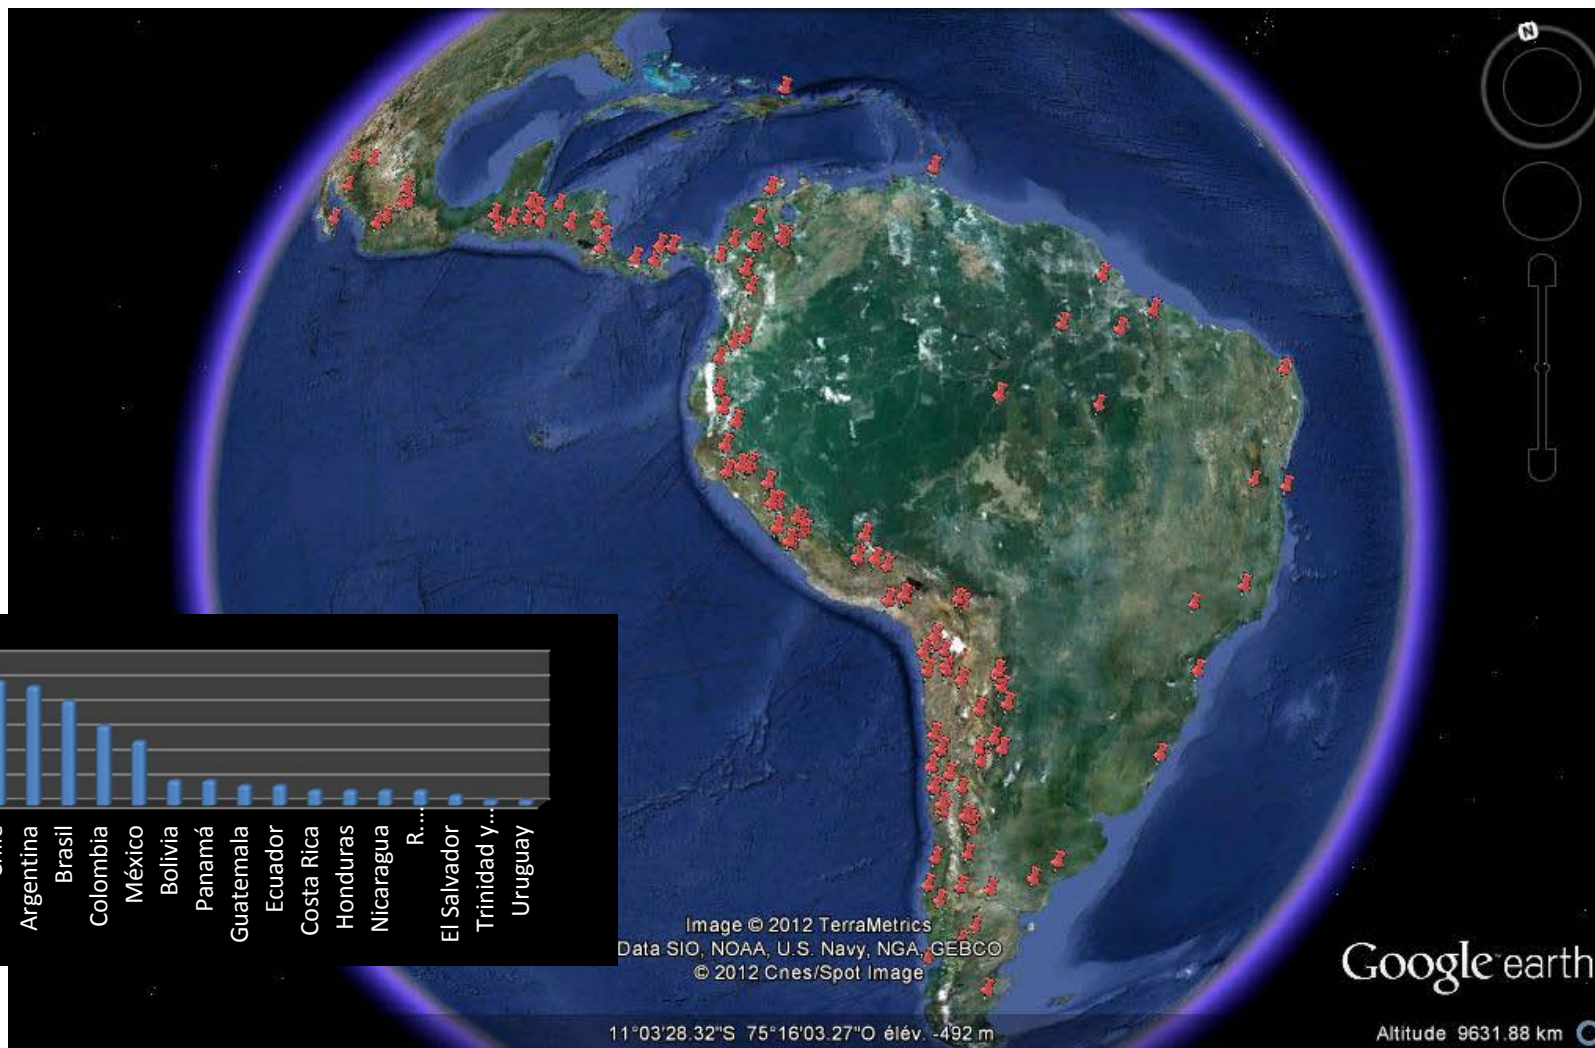 N
Argentina
Brasil
Colombia
México
Bolivia
Panamá
Guatemala
Ecuador
Costa Rica
Honduras
Nicaragua
R....
El Salvador
Trinidad y...
Uruguay
Image © 2012 TerraMetrics
Data SIO, NOAA, U.S. Navy, NGA, GEBCO
© 2012 Cnes/Spot Image
Google earth
11°03'28.32"S 75°16'03.27"O élév. -492 m
Altitude 9631.88 km